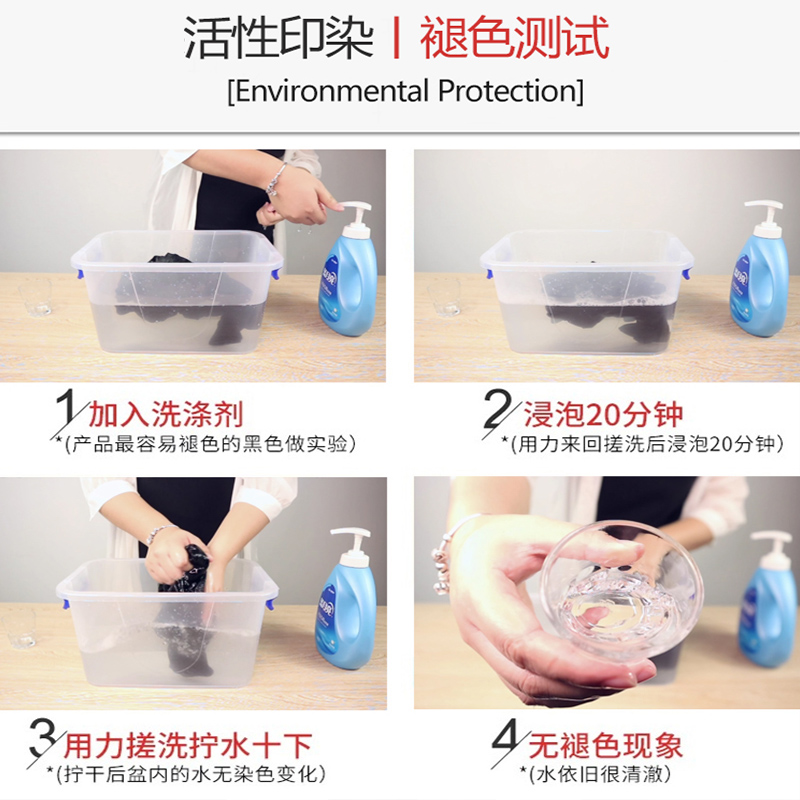 活性印染|褪色测试
[Environmental Protection]
1 加入洗涤剂
*(产品最容易褪色的黑色做实验)
2 浸泡20分钟
*(用力来回搓洗后浸泡20分钟)
3 用力搓洗拧水十下
*(拧干后盆内的水无染色变化)
4 无褪色现象
*(水依旧很清澈)